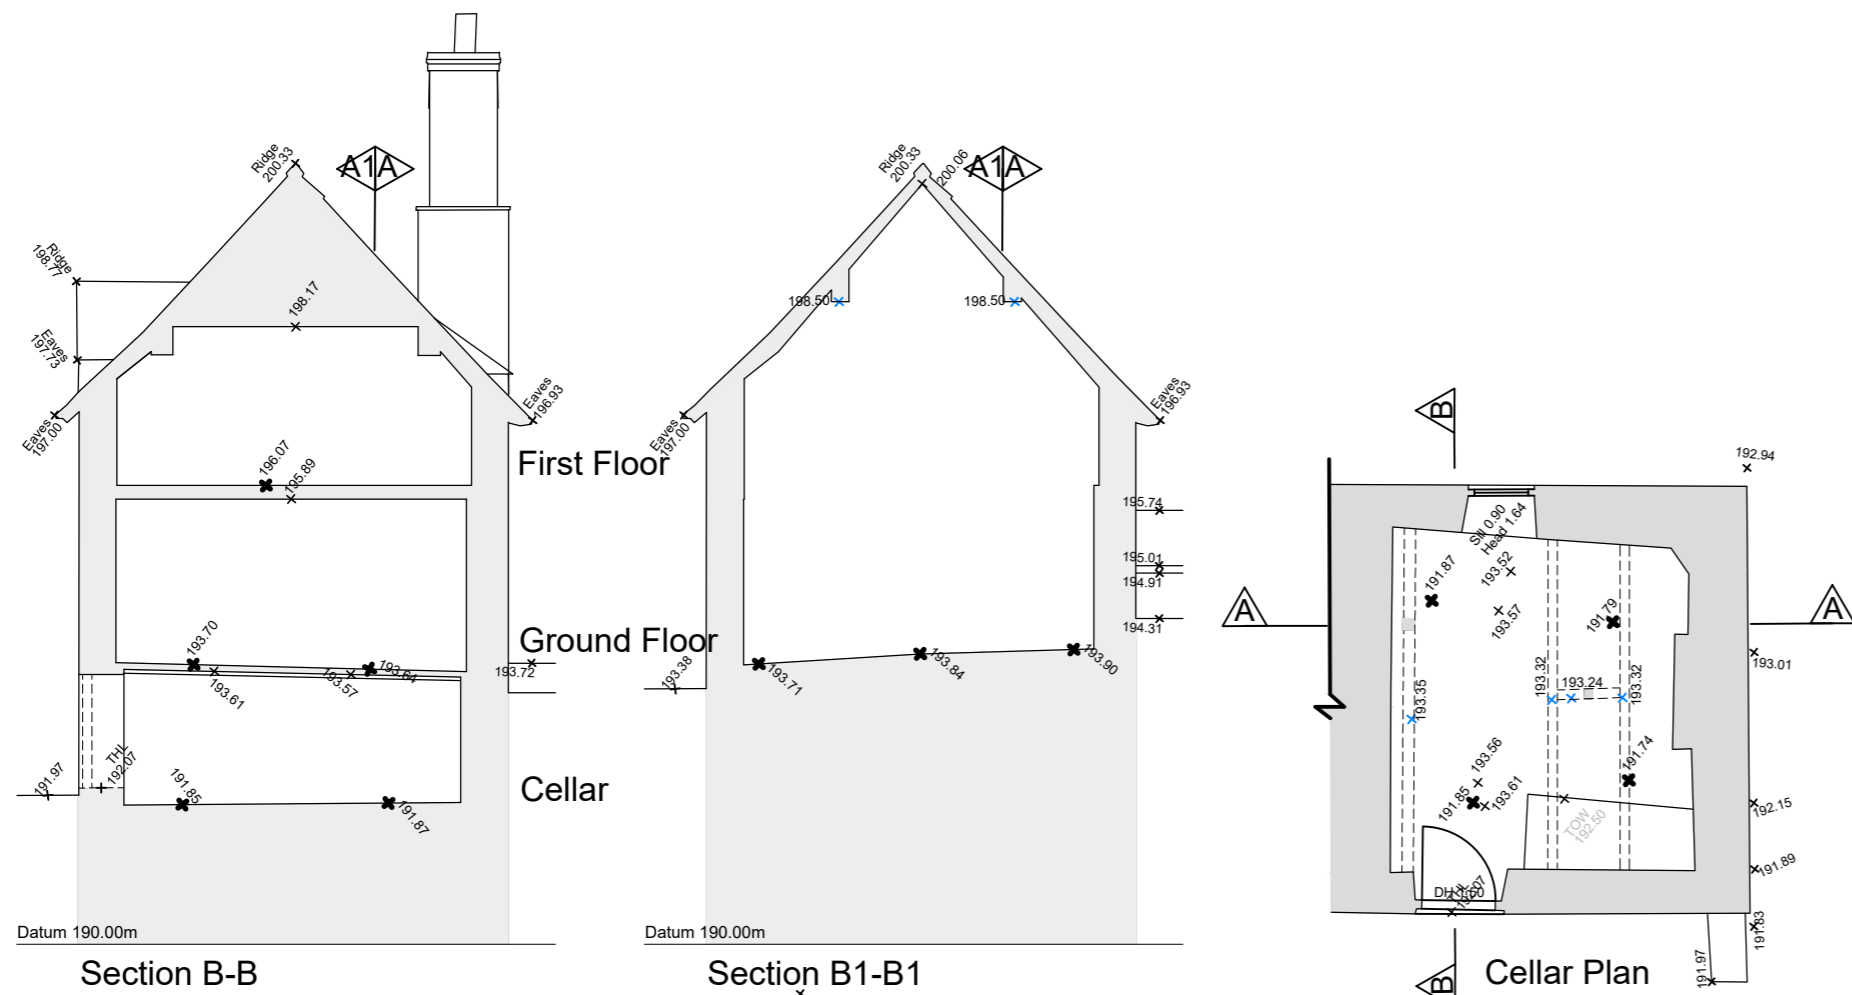 Ridge
200.33
A1A
Ridge
198.77
198.17
Eaves
197.73
Eaves
197.00
Eaves
196.93
196.07
195.89
First Floor
193.70
193.64
193.61
193.57
Ground Floor
193.72
THL
192.07
191.97
191.85
191.87
Cellar
Datum 190.00m
Section B-B
Ridge
200.33
200.06
A1A
198.50
198.50
Eaves
197.00
Eaves
196.93
195.74
195.01
194.91
194.31
193.38
193.71
193.84
193.90
Datum 190.00m
Section B1-B1
B
192.94
Sill 0.90
Head 1.64
193.52
191.87
193.57
191.79
A
A
193.01
193.32
193.24
193.32
193.35
193.56
191.74
191.85
193.61
TOW
192.50
192.15
191.89
DH 1.60
THL
192.07
191.83
191.97
B
Cellar Plan